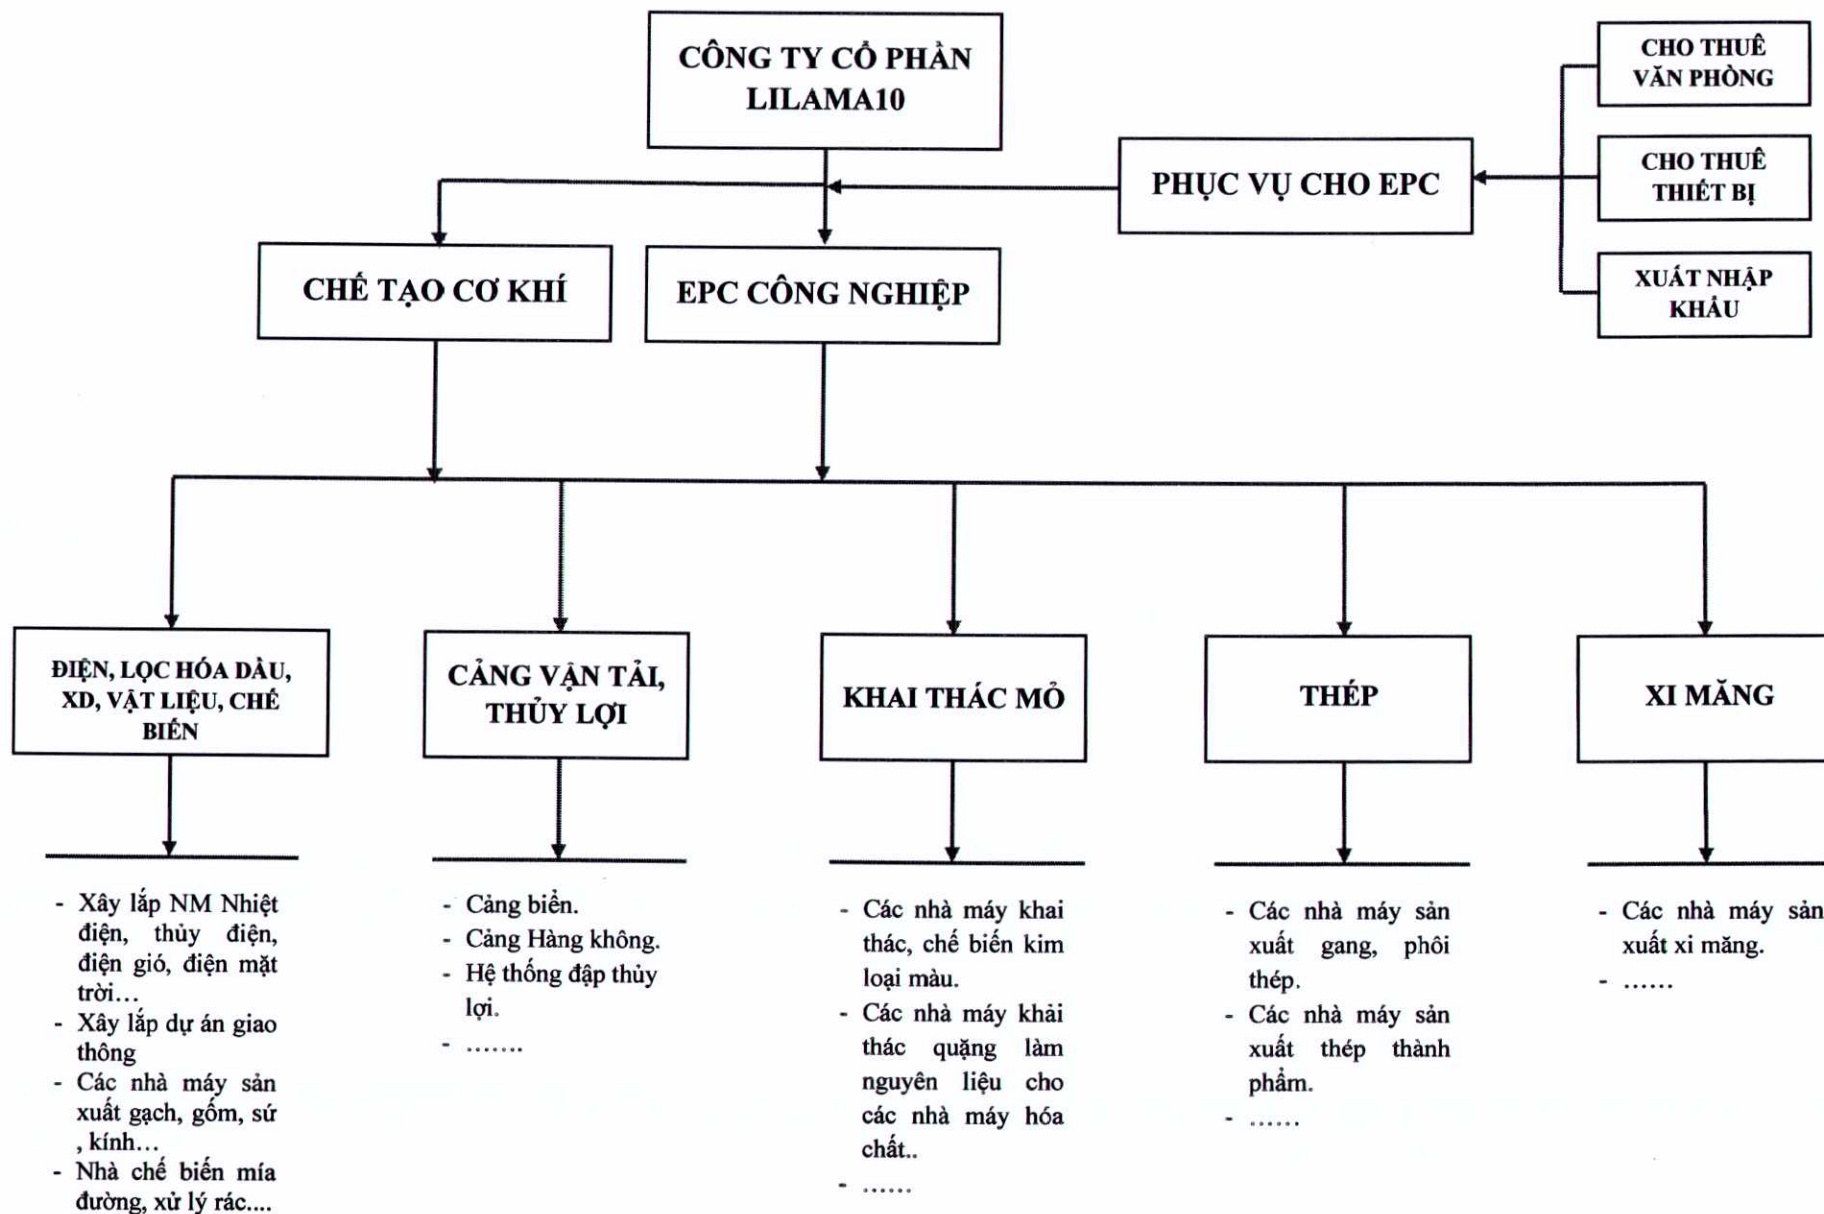 CÔNG TY CỔ PHẦN
LILAMA10
CHO THUÊ
VĂN PHÒNG
PHỤC VỤ CHO EPC
CHO THUÊ
THIẾT BỊ
XUẤT NHẬP
KHẨU
CHẾ TẠO CƠ KHÍ
EPC CÔNG NGHIỆP
ĐIỆN, LỌC HÓA DẦU,
XD, VẬT LIỆU, CHẾ
BIẾN
CẢNG VẬN TẢI,
THỦY LỢI
KHAI THÁC MỎ
THÉP
XI MĂNG
- Xây lắp NM Nhiệt
điện, thủy điện,
điện gió, điện mặt
trời...
- Xây lắp dự án giao
thông
- Các nhà máy sản
xuất gạch, gốm, sứ
, kính...
- Nhà chế biến mía
đường, xử lý rác....
- Cảng biển.
- Cảng Hàng không.
- Hệ thống đập thủy
lợi.
- .......
- Các nhà máy khai
thác, chế biến kim
loại màu.
- Các nhà máy khải
thác quặng làm
nguyên liệu cho
các nhà máy hóa
chất..
- ......
- Các nhà máy sản
xuất gang, phôi
thép.
- Các nhà máy sản
xuất thép thành
phẩm.
- ......
- Các nhà máy sản
xuất xi măng.
- ......